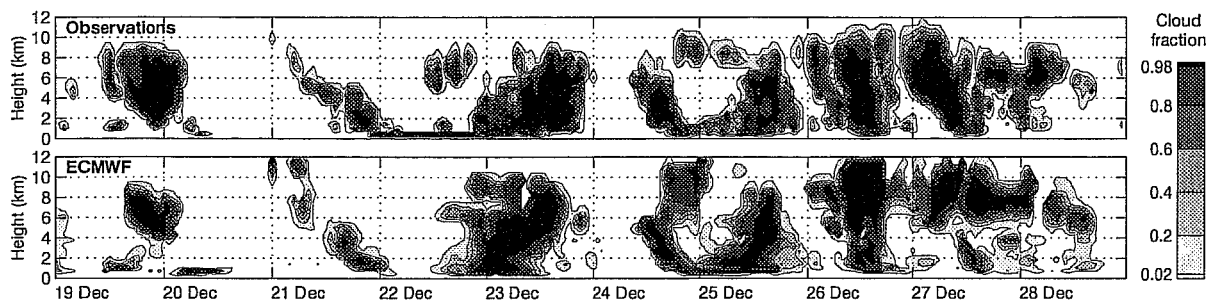 Observations
Height (km)
12
10
8
6
4
2
0
ECMWF
Height (km)
12
10
8
6
4
2
0
19 Dec 20 Dec 21 Dec 22 Dec 23 Dec 24 Dec 25 Dec 26 Dec 27 Dec 28 Dec
Cloud
fraction
0.98
0.8
0.6
0.4
0.2
0.02